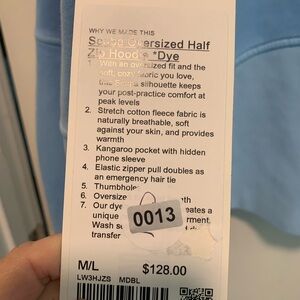 WHY WE MADE THIS
Scuba Oversized Half
Zip Hoodie *Dye
1. With an oversized fit and the
soft, cozy fabric you love,
this silhouette keeps
your post-practice comfort at
peak levels
2. Stretch cotton fleece fabric is
naturally breathable, soft
against your skin, and provides
warmth
3. Kangaroo pocket with hidden
phone sleeve
4. Elastic zipper pull doubles as
an emergency hair tie
5. Thumbhole
6. Oversize
7. Our dye
unique
Wash se
transfer
0013
M/L $128.00
LW3HJZS MDBL